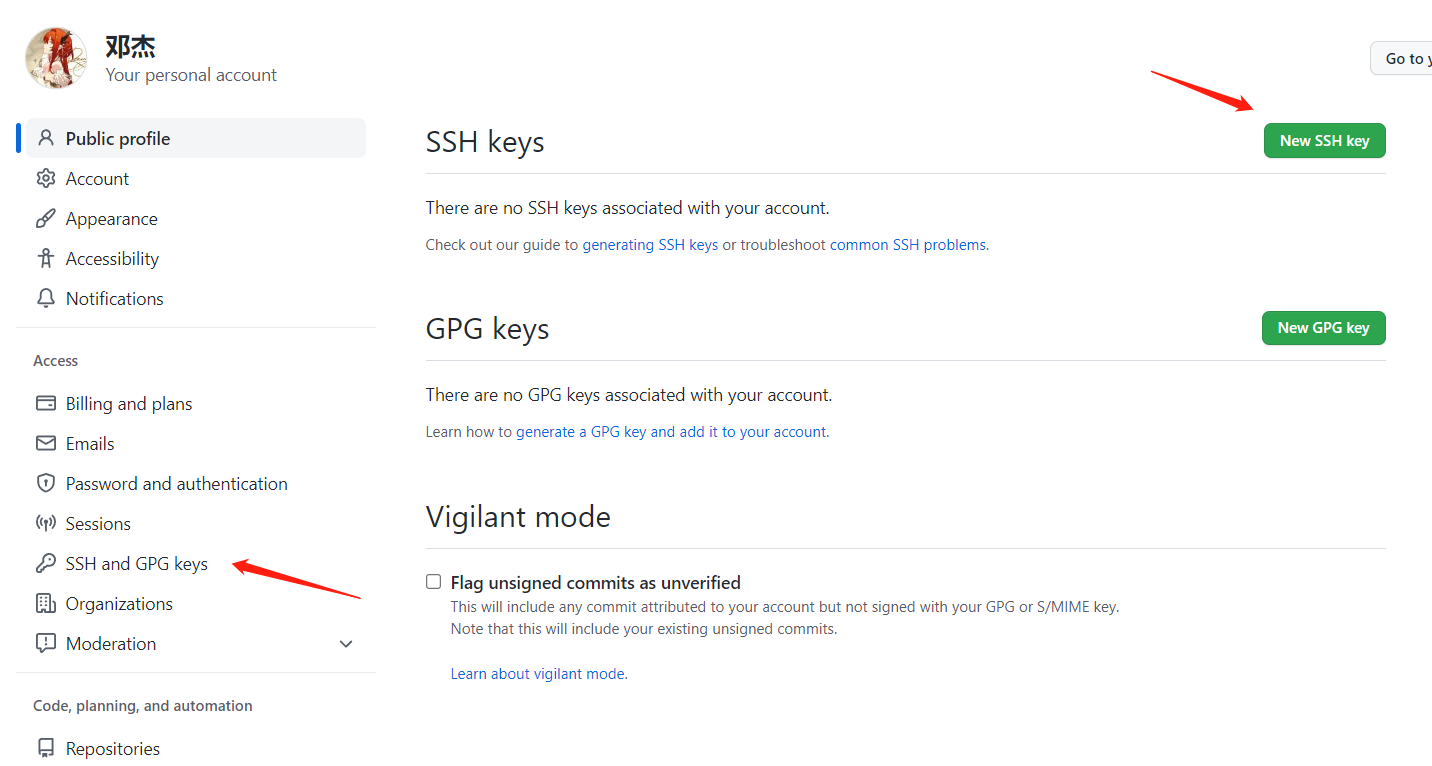 邓杰
Your personal account
Go to y
Public profile
Account
Appearance
Accessibility
Notifications
Access
Billing and plans
Emails
Password and authentication
Sessions
SSH and GPG keys
Organizations
Moderation
Code, planning, and automation
Repositories
SSH keys
New SSH key
There are no SSH keys associated with your account.
Check out our guide to generating SSH keys or troubleshoot common SSH problems.
GPG keys
New GPG key
There are no GPG keys associated with your account.
Learn how to generate a GPG key and add it to your account.
Vigilant mode
Flag unsigned commits as unverified
This will include any commit attributed to your account but not signed with your GPG or S/MIME key.
Note that this will include your existing unsigned commits.
Learn about vigilant mode.